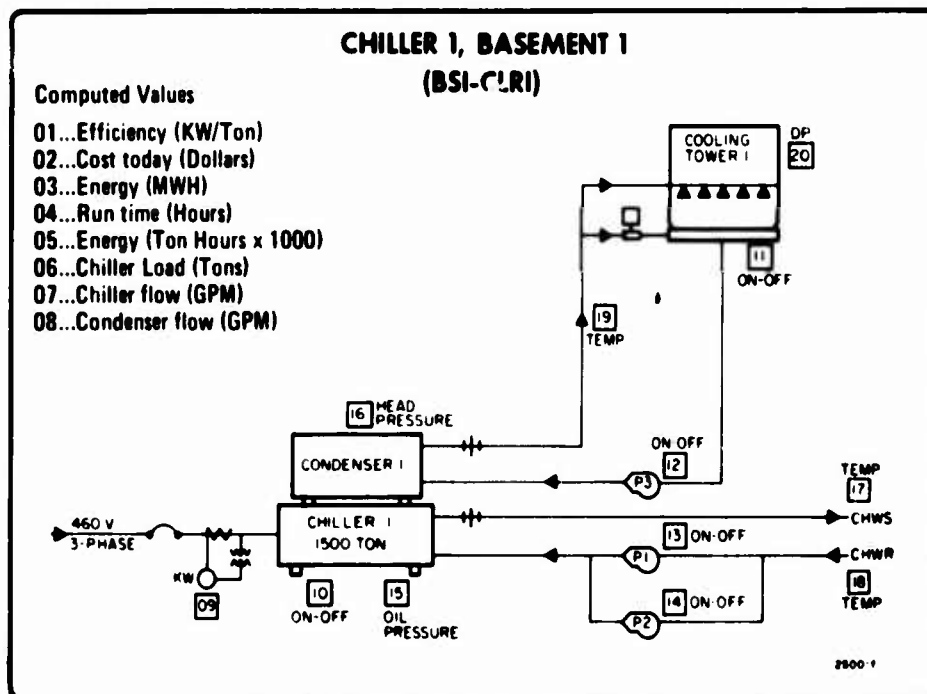 CHILLER 1, BASEMENT 1
(BSI-CLRI)
Computed Values
01...Efficiency (KW/Ton)
02...Cost today (Dollars)
03...Energy (MWH)
04...Run time (Hours)
05...Energy (Ton Hours x 1000)
06...Chiller Load (Tons)
07...Chiller flow (GPM)
08...Condenser flow (GPM)
COOLING
TOWER 1
DP
20
11
ON-OFF
19
TEMP
16
HEAD
PRESSURE
CONDENSER 1
ON-OFF
12
P3
TEMP
17
CHWS
460 V
3-PHASE
CHILLER 1
1500 TON
13 ON-OFF
P1
CHWR
18
TEMP
KW
09
10
ON-OFF
15
OIL
PRESSURE
14 ON-OFF
P2
2500-1